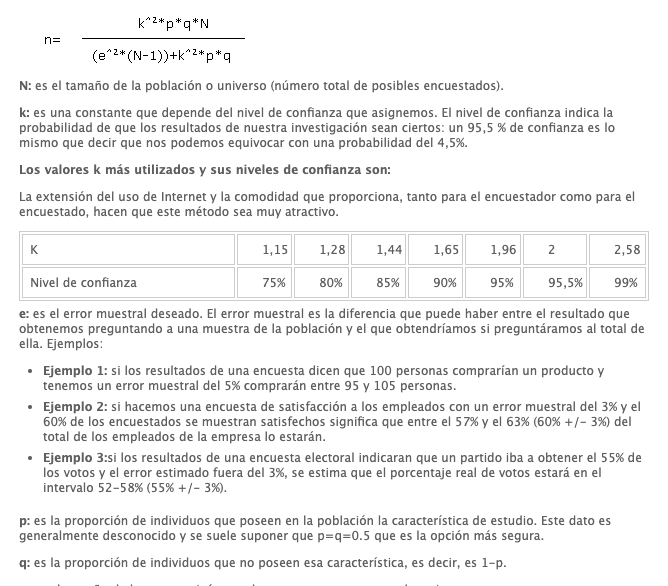 k^2*p*q*N
n=
(e^2*(N-1))+k^2*p*q
N: es el tamaño de la población o universo (número total de posibles encuestados).
k: es una constante que depende del nivel de confianza que asignemos. El nivel de confianza indica la
probabilidad de que los resultados de nuestra investigación sean ciertos: un 95,5 % de confianza es lo
mismo que decir que nos podemos equivocar con una probabilidad del 4,5%.
Los valores k más utilizados y sus niveles de confianza son:
La extensión del uso de Internet y la comodidad que proporciona, tanto para el encuestador como para el
encuestado, hacen que este método sea muy atractivo.
K 1,15 1,28 1,44 1,65 1,96 2 2,58
Nivel de confianza 75% 80% 85% 90% 95% 95,5% 99%
e: es el error muestral deseado. El error muestral es la diferencia que puede haber entre el resultado que
obtenemos preguntando a una muestra de la población y el que obtendríamos si preguntáramos al total de
ella. Ejemplos:
• Ejemplo 1: si los resultados de una encuesta dicen que 100 personas comprarían un producto y
tenemos un error muestral del 5% comprarán entre 95 y 105 personas.
• Ejemplo 2: si hacemos una encuesta de satisfacción a los empleados con un error muestral del 3% y el
60% de los encuestados se muestran satisfechos significa que entre el 57% y el 63% (60% +/- 3%) del
total de los empleados de la empresa lo estarán.
• Ejemplo 3:si los resultados de una encuesta electoral indicaran que un partido iba a obtener el 55% de
los votos y el error estimado fuera del 3%, se estima que el porcentaje real de votos estará en el
intervalo 52-58% (55% +/- 3%).
p: es la proporción de individuos que poseen en la población la característica de estudio. Este dato es
generalmente desconocido y se suele suponer que p=q=0.5 que es la opción más segura.
q: es la proporción de individuos que no poseen esa característica, es decir, es 1-p.